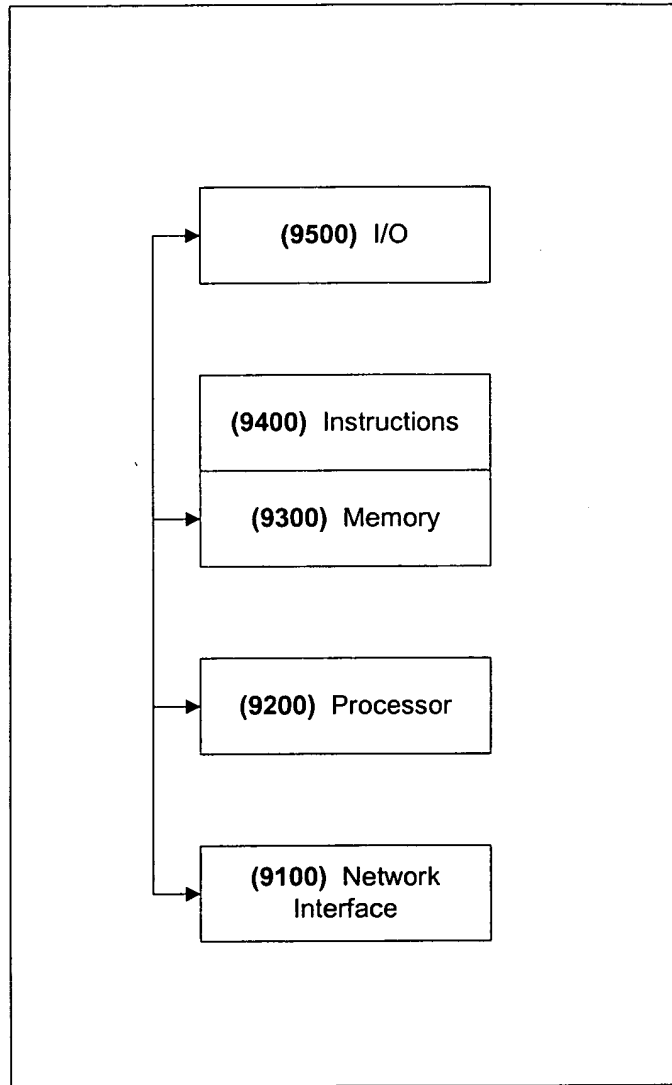 (9500) I/O
(9400) Instructions
(9300) Memory
(9200) Processor
(9100) Network
Interface